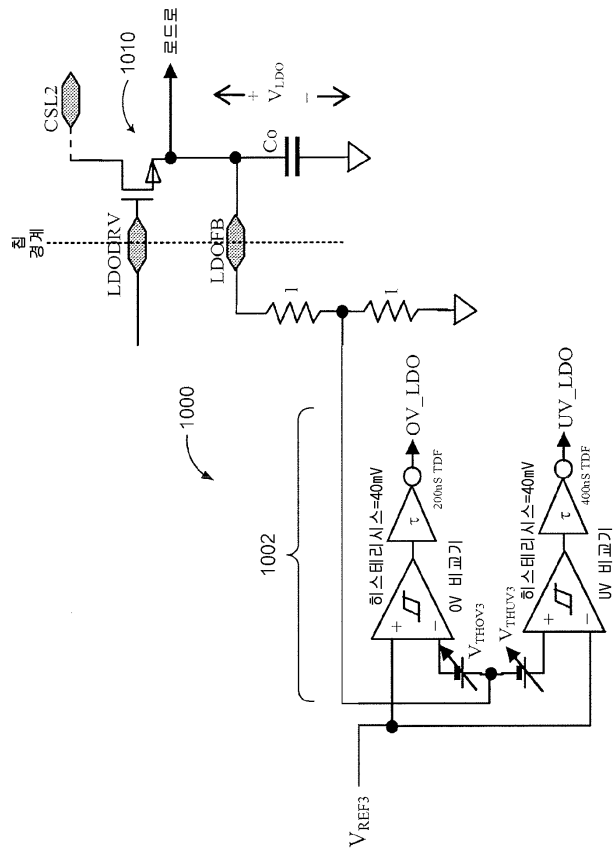 1000
1002
칩
경계
CSL2
1010
LDODRV
로드로
LDOFB
Co
+
V_LDO
−
1
1
히스테리시스=40mV
+
−
τ
OV_LDO
200nS TDF
OV 비교기
V_THOV3
V_THUV3
히스테리시스=40mV
+
−
τ
UV_LDO
400nS TDF
UV 비교기
V_REF3